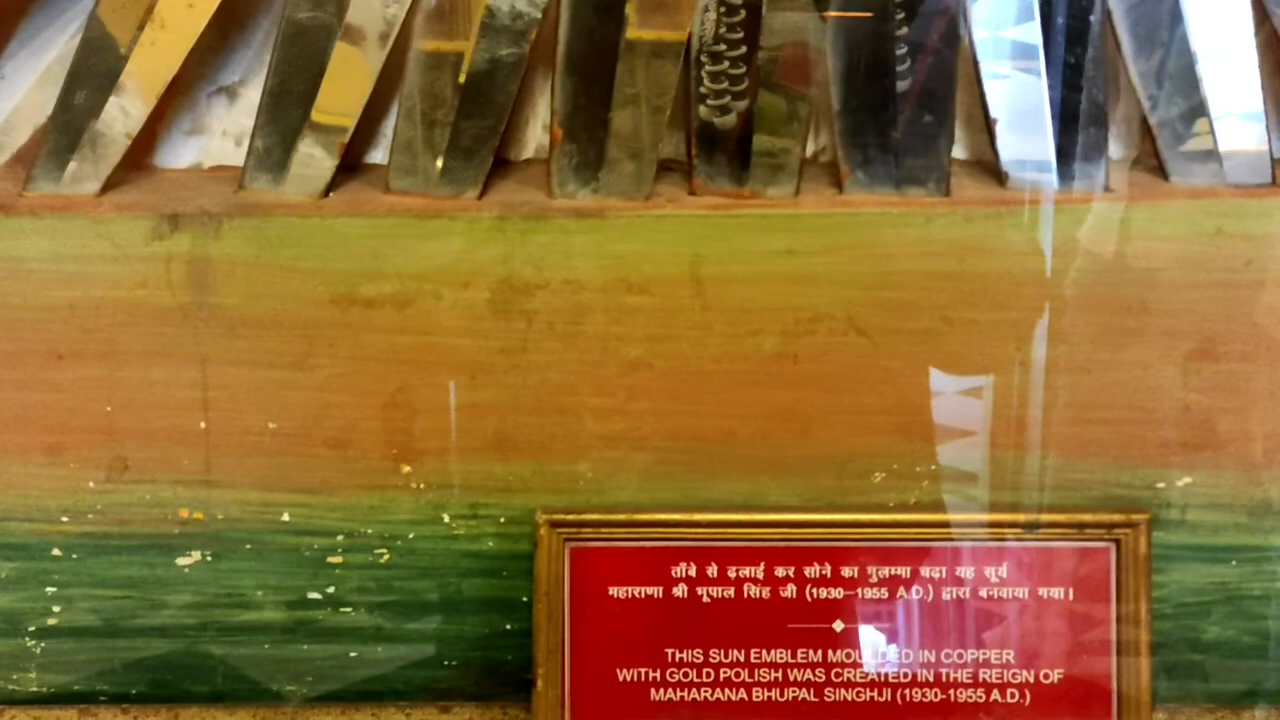 ताँबे से ढ़लाई कर सोने का गुलम्मा चढ़ा यह सूर्य
महाराणा श्री भूपाल सिंह जी (1930–1955 A.D.) द्वारा बनवाया गया।
THIS SUN EMBLEM MOULDED IN COPPER
WITH GOLD POLISH WAS CREATED IN THE REIGN OF
MAHARANA BHUPAL SINGHJI (1930-1955 A.D.)